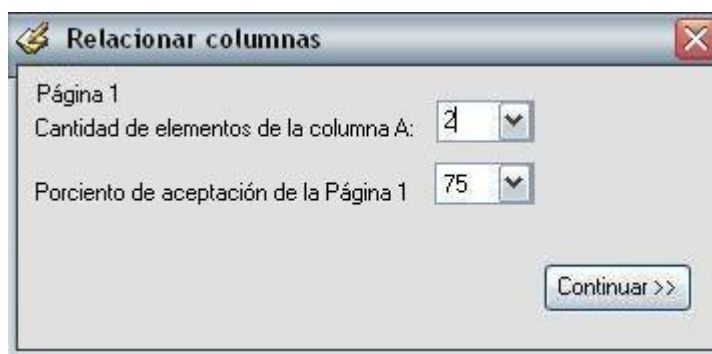 Relacionar columnas
Página 1
Cantidad de elementos de la columna A: 2
Porciento de aceptación de la Página 1 75
Continuar >>